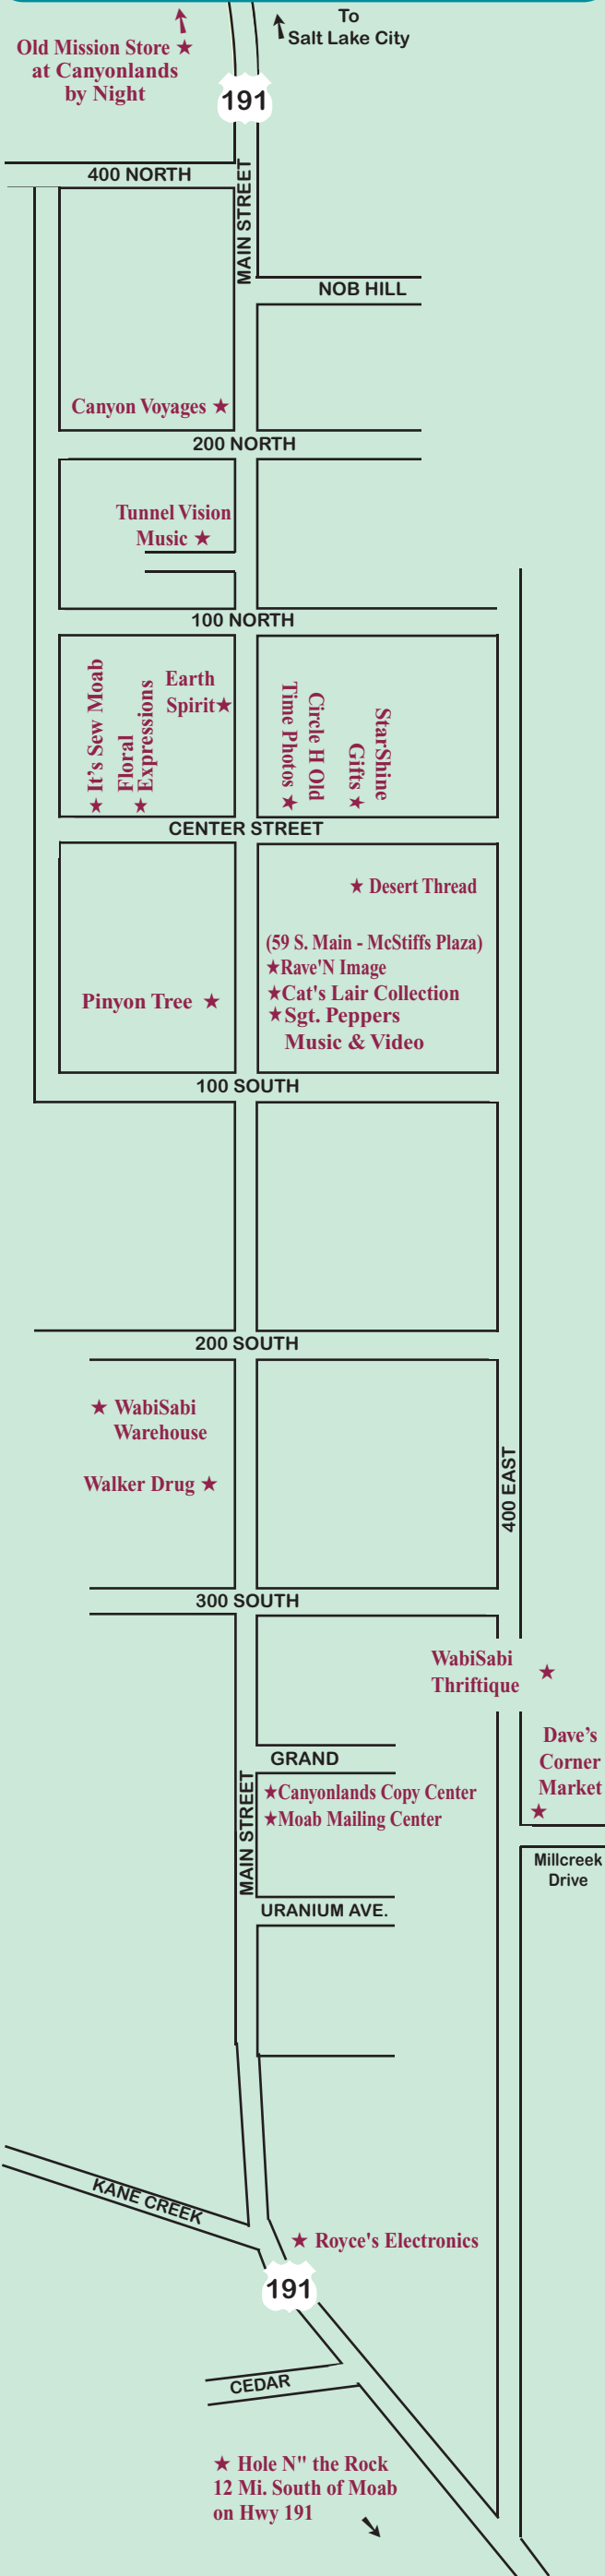 To
Salt Lake City
Old Mission Store ★
at Canyonlands
by Night
191
400 NORTH
MAIN STREET
NOB HILL
Canyon Voyages ★
200 NORTH
Tunnel Vision
Music ★
100 NORTH
★ It's Sew Moab
Floral
★ Expressions
Earth
Spirit★
Circle H Old
Time Photos ★
StarShine
Gifts ★
CENTER STREET
★ Desert Thread
(59 S. Main - McStiffs Plaza)
★Rave'N Image
★Cat's Lair Collection
★Sgt. Peppers
Music & Video
Pinyon Tree ★
100 SOUTH
200 SOUTH
★ WabiSabi
Warehouse
Walker Drug ★
400 EAST
300 SOUTH
WabiSabi
Thriftique ★
Dave's
Corner
Market
★
GRAND
★Canyonlands Copy Center
★Moab Mailing Center
MAIN STREET
Millcreek
Drive
URANIUM AVE.
KANE CREEK
★ Royce's Electronics
191
CEDAR
★ Hole N" the Rock
12 Mi. South of Moab
on Hwy 191